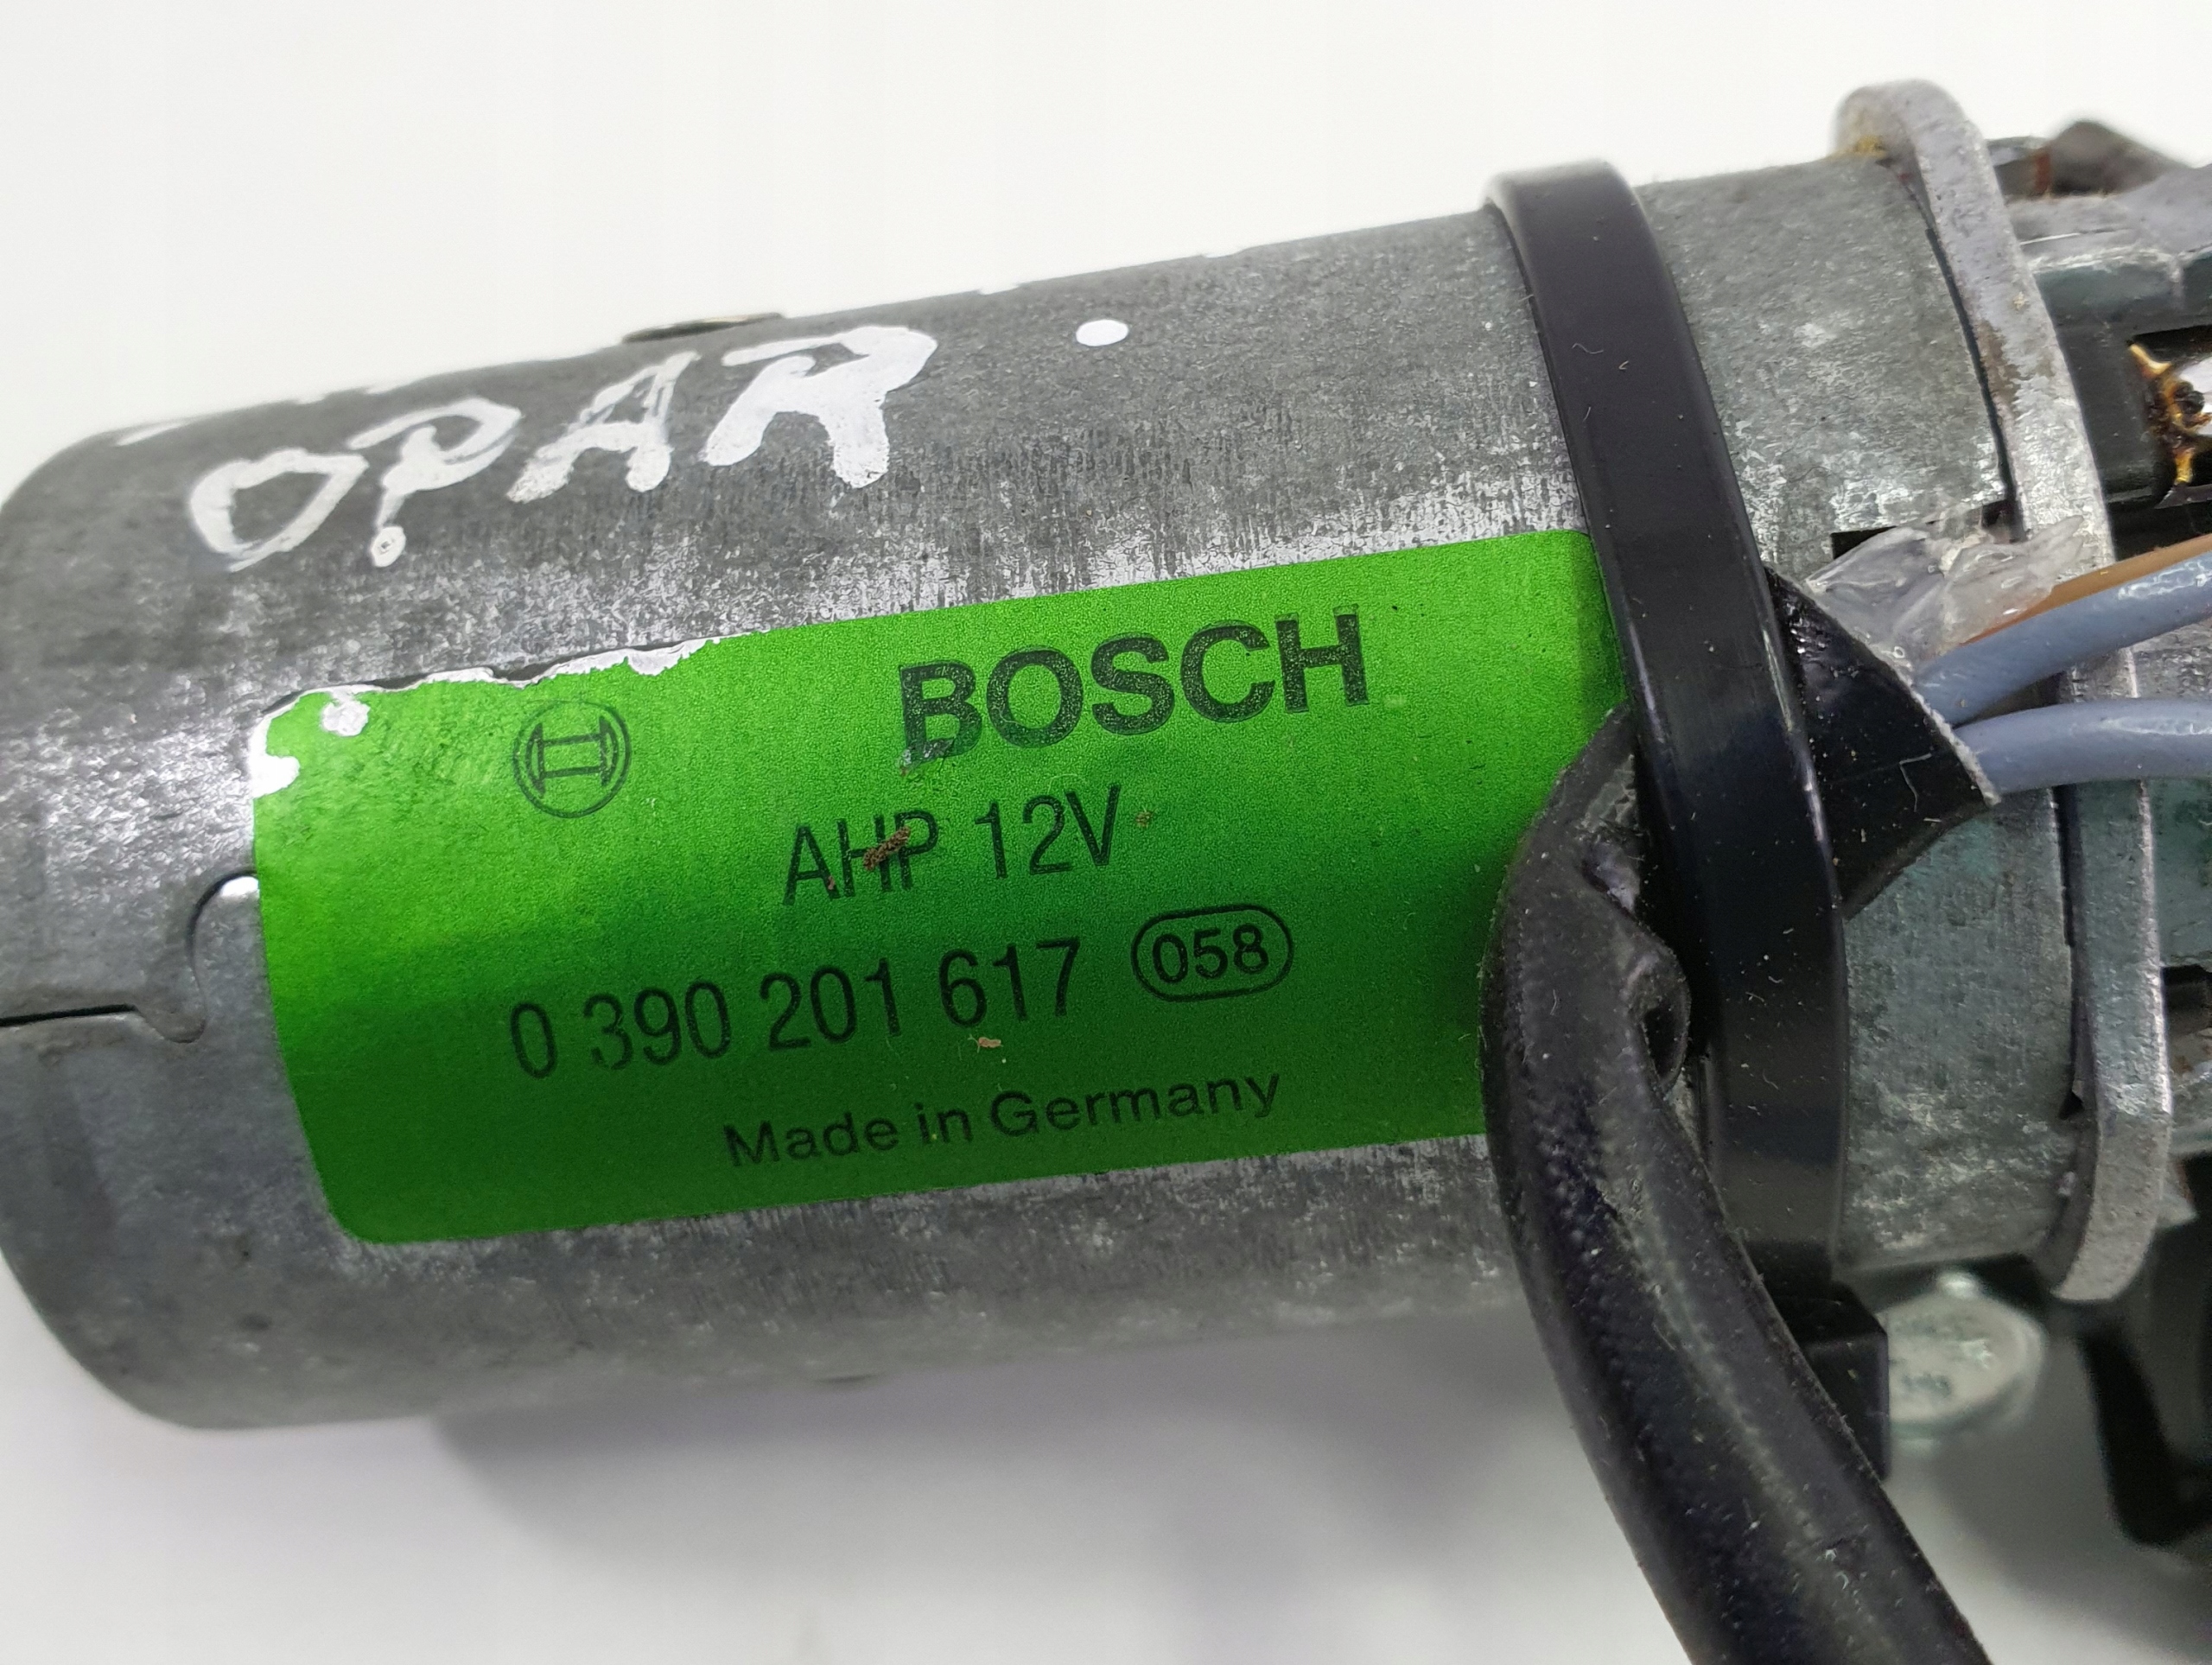 OPAR
BOSCH
AHP 12V
0 390 201 617 058
Made in Germany